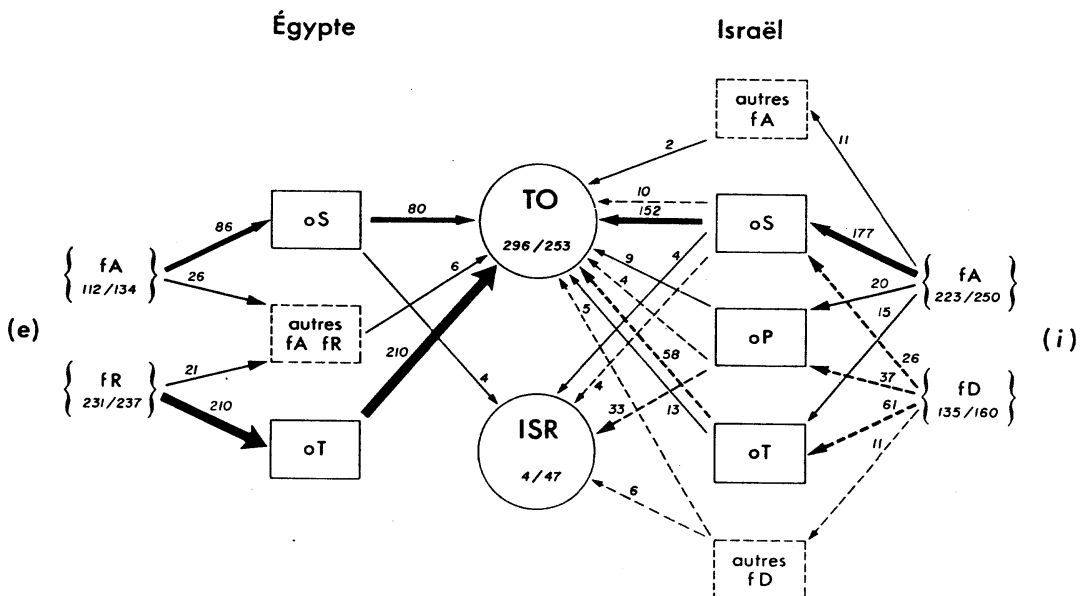 Égypte
Israël
autres
fA
11
2
TO
296/253
10
152
oS
80
oS
177
86
4
fA
112/134
26
6
9
20
fA
223/250
4
15
autres
fA fR
5
oP
(e)
(i)
210
58
26
fR
231/237
21
37
fD
135/160
4
4
61
210
33
13
ISR
4/47
oT
oT
11
6
autres
fD